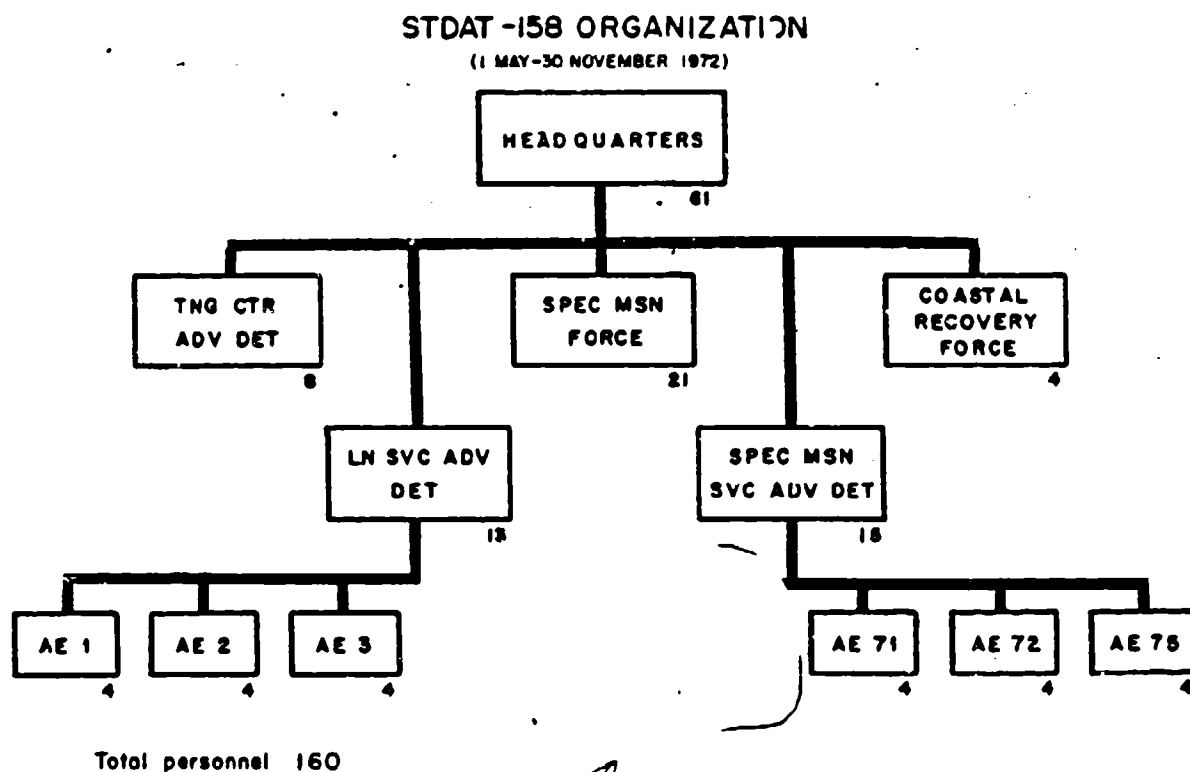 STDAT-158 ORGANIZATION
(1 MAY-30 NOVEMBER 1972)
HEADQUARTERS
61
TNG CTR
ADV DET
SPEC MSN
FORCE
21
COASTAL
RECOVERY
FORCE
4
LN SVC ADV
DET
13
SPEC MSN
SVC ADV DET
AE 1
4
AE 2
4
AE 3
4
AE 71
4
AE 72
4
AE 75
4
Total personnel 160